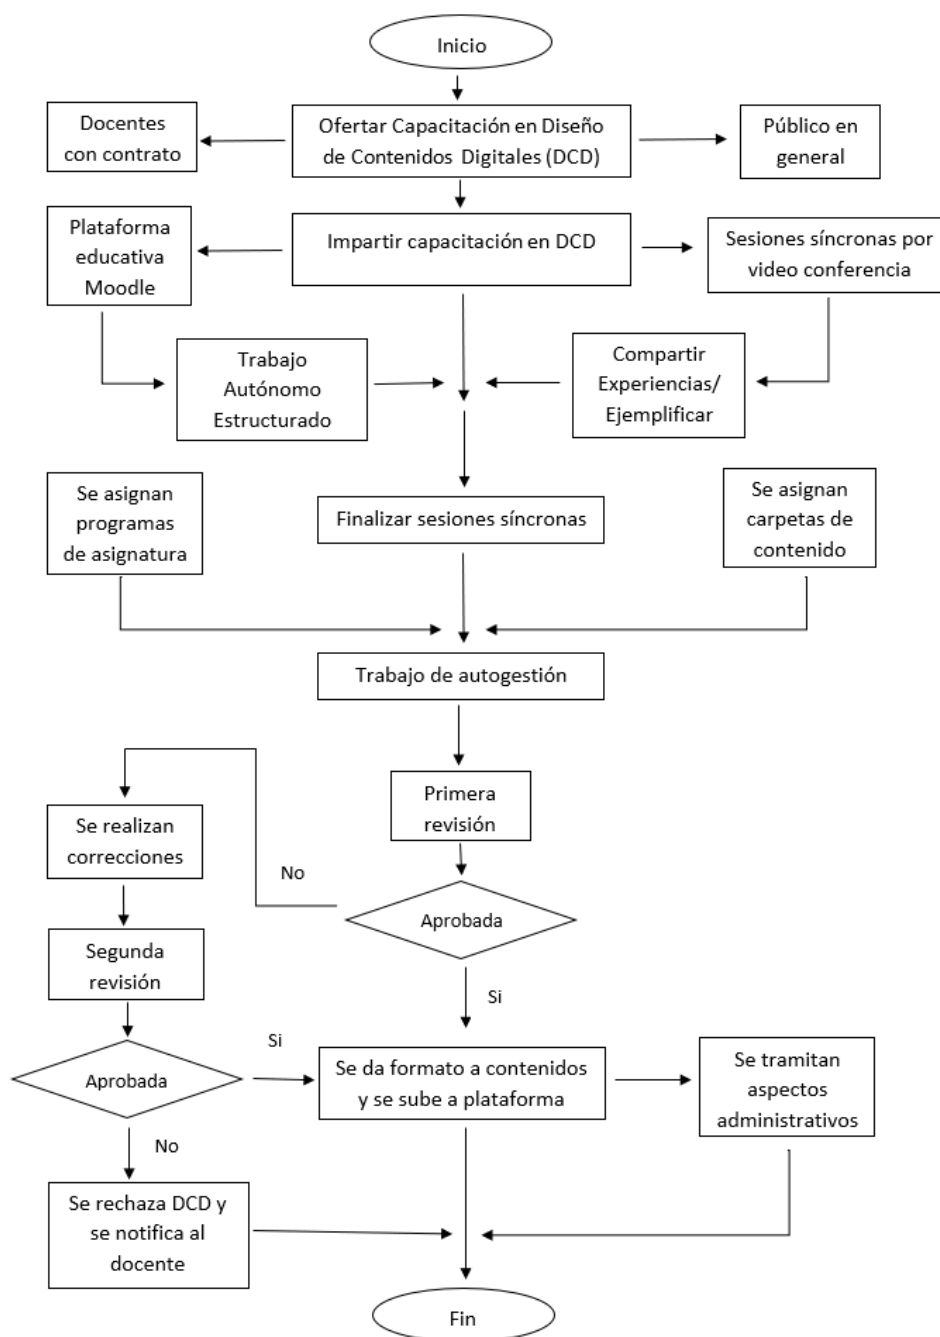 Inicio
Docentes
con contrato
Ofertar Capacitación en Diseño
de Contenidos Digitales (DCD)
Público en
general
Plataforma
educativa
Moodle
Impartir capacitación en DCD
Sesiones síncronas por
video conferencia
Trabajo
Autónomo
Estructurado
Compartir
Experiencias/
Ejemplificar
Se asignan
programas
de asignatura
Finalizar sesiones síncronas
Se asignan
carpetas de
contenido
Trabajo de autogestión
Primera
revisión
Se realizan
correcciones
No
Aprobada
Segunda
revisión
Si
Si
Aprobada
Se da formato a contenidos
y se sube a plataforma
Se tramitan
aspectos
administrativos
No
Se rechaza DCD y
se notifica al
docente
Fin